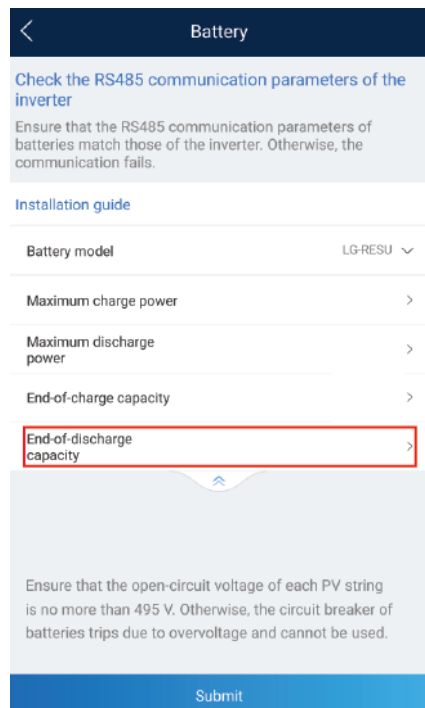 Battery
Check the RS485 communication parameters of the
inverter
Ensure that the RS485 communication parameters of
batteries match those of the inverter. Otherwise, the
communication fails.
Installation guide
Battery model LG-RESU
Maximum charge power
Maximum discharge
power
End-of-charge capacity
End-of-discharge
capacity
Ensure that the open-circuit voltage of each PV string
is no more than 495 V. Otherwise, the circuit breaker of
batteries trips due to overvoltage and cannot be used.
Submit